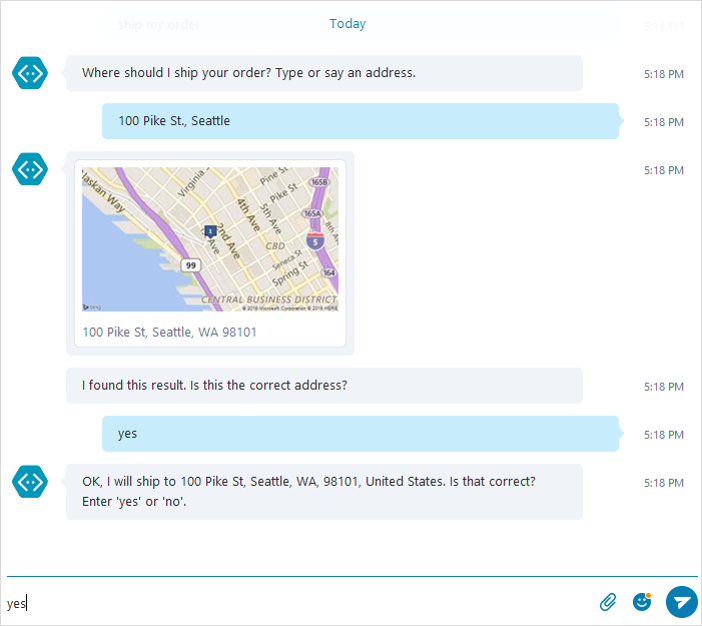 ship my order
5:18 PM
Today
Where should I ship your order? Type or say an address.
5:18 PM
100 Pike St., Seattle
5:18 PM
5:18 PM
askan Way
Virginia
Pine St
Pike St
165B
4th Ave
5th Ave
165A
2nd Ave
Ave
8th
5
1
CBD
99
Seneca St
Spring St
164
CENTRAL BUSINESS DISTRICT
bing
© 2016 Microsoft Corporation © 2016 HERE
100 Pike St, Seattle, WA 98101
I found this result. Is this the correct address?
5:18 PM
yes
5:18 PM
OK, I will ship to 100 Pike St, Seattle, WA, 98101, United States. Is that correct?
Enter 'yes' or 'no'.
5:18 PM
yes